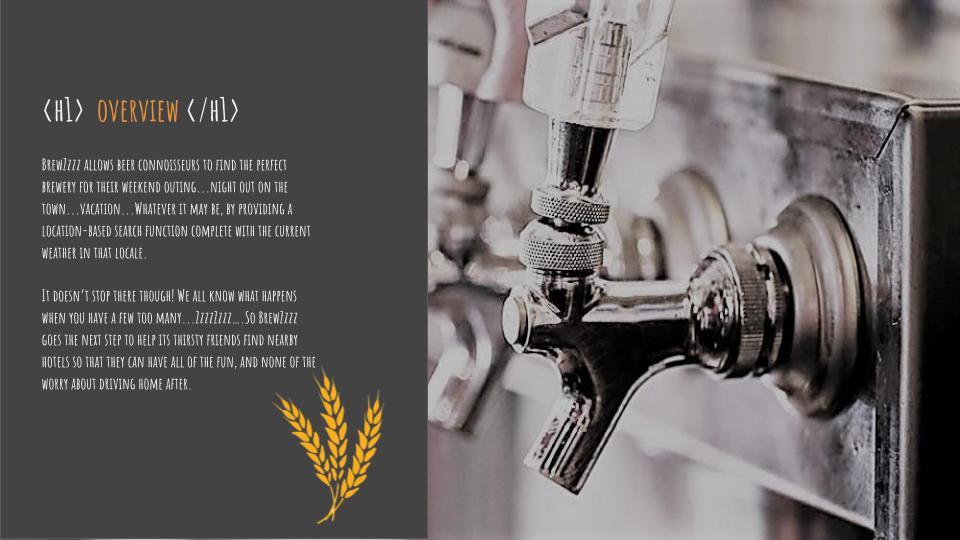 <H1> OVERVIEW </H1>
BREWZZZZ ALLOWS BEER CONNOISSEURS TO FIND THE PERFECT
BREWERY FOR THEIR WEEKEND OUTING...NIGHT OUT ON THE
TOWN...VACATION...WHATEVER IT MAY BE, BY PROVIDING A
LOCATION-BASED SEARCH FUNCTION COMPLETE WITH THE CURRENT
WEATHER IN THAT LOCALE.
IT DOESN'T STOP THERE THOUGH! WE ALL KNOW WHAT HAPPENS
WHEN YOU HAVE A FEW TOO MANY...ZZZZZZZZ....SO BREWZZZZ
GOES THE NEXT STEP TO HELP ITS THIRSTY FRIENDS FIND NEARBY
HOTELS SO THAT THEY CAN HAVE ALL OF THE FUN, AND NONE OF THE
WORRY ABOUT DRIVING HOME AFTER.